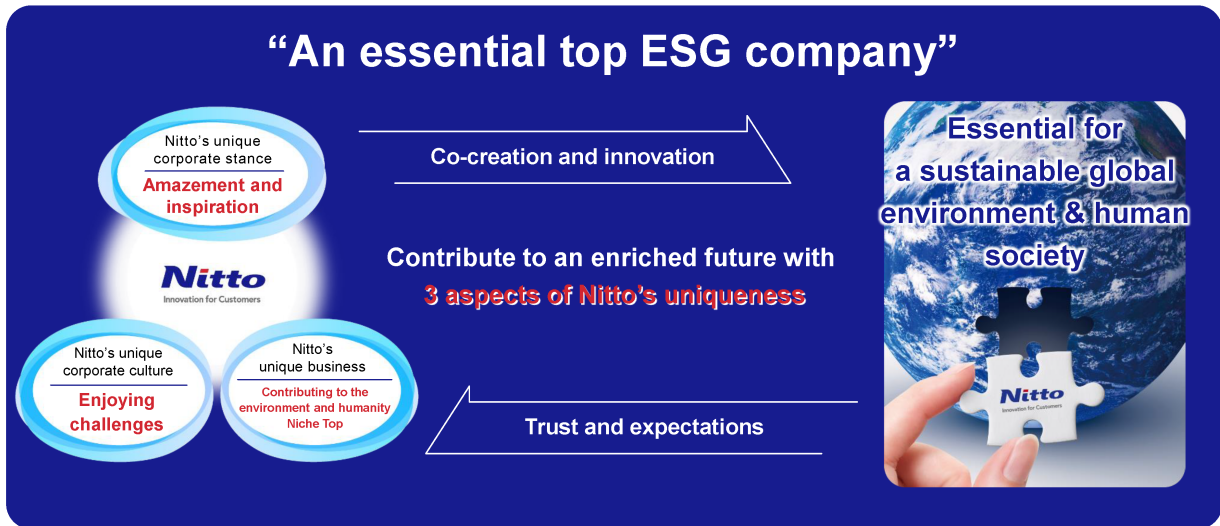 “An essential top ESG company”
Nitto’s unique
corporate stance
Amazement and
inspiration
Nitto
Innovation for Customers
Nitto’s unique
corporate culture
Enjoying
challenges
Nitto’s
unique business
Contributing to the
environment and humanity
Niche Top
Co-creation and innovation
Contribute to an enriched future with
3 aspects of Nitto’s uniqueness
Trust and expectations
Essential for
a sustainable global
environment & human
society
Nitto
Innovation for Customers